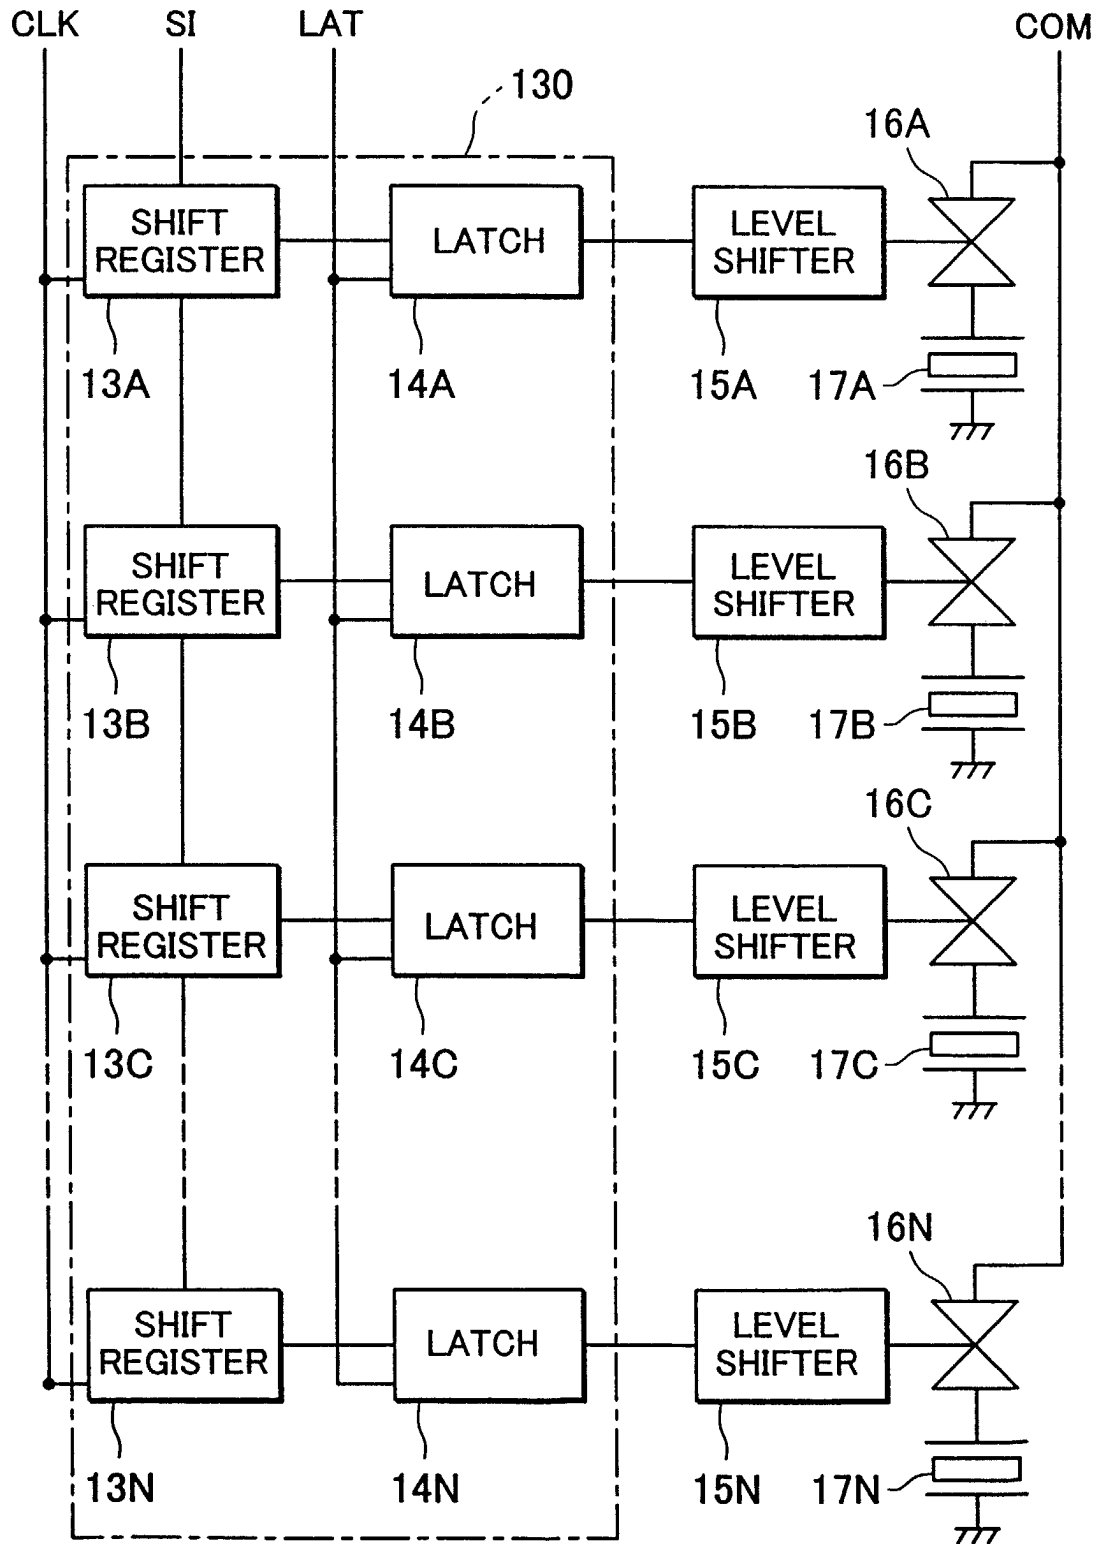 CLK SI LAT COM
130
16A
SHIFT
REGISTER
LATCH
LEVEL
SHIFTER
13A 14A 15A 17A
16B
SHIFT
REGISTER
LATCH
LEVEL
SHIFTER
13B 14B 15B 17B
16C
SHIFT
REGISTER
LATCH
LEVEL
SHIFTER
13C 14C 15C 17C
16N
SHIFT
REGISTER
LATCH
LEVEL
SHIFTER
13N 14N 15N 17N